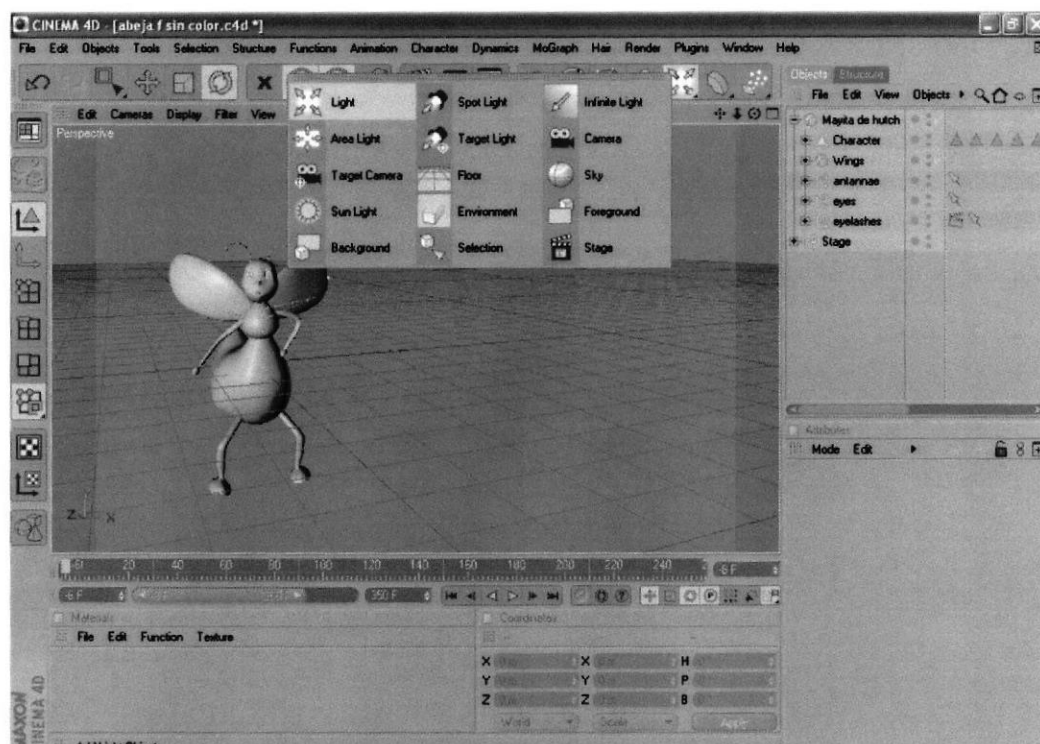 CINEMA 4D - [abeja f sin color.c4d *]
File Edit Objects Tools Selection Structure Functions Animation Character Dynamics MoGraph Hair Render Plugins Window Help
Objects Structure
File Edit View Objects
Edit Cameras Display Filter View
Perspective
Light Spot Light Infinite Light
Area Light Target Light Camera
Target Camera Floor Sky
Sun Light Environment Foreground
Background Selection Stage
Mayita de hutch
Character
Wings
antannae
eyes
eyelashes
Stage
Attributes
Mode Edit
Z X
20 40 60 80 100 120 140 160 180 200 220 240
-6 F
-6 F 350 F
Materials
File Edit Function Texture
Coordinates
X X H
Y Y P
Z Z B
World Scale Apply
MAXON
CINEMA 4D